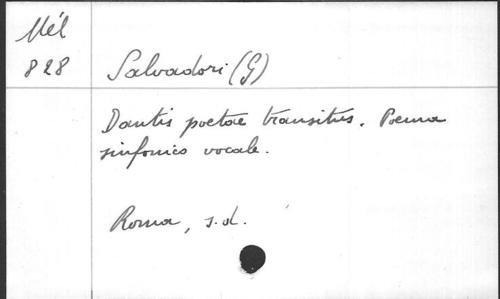 Mél
828
Salvadori (G)
Dantis poetae transitus. Poema
sinfonico vocale.
Roma, s.d.